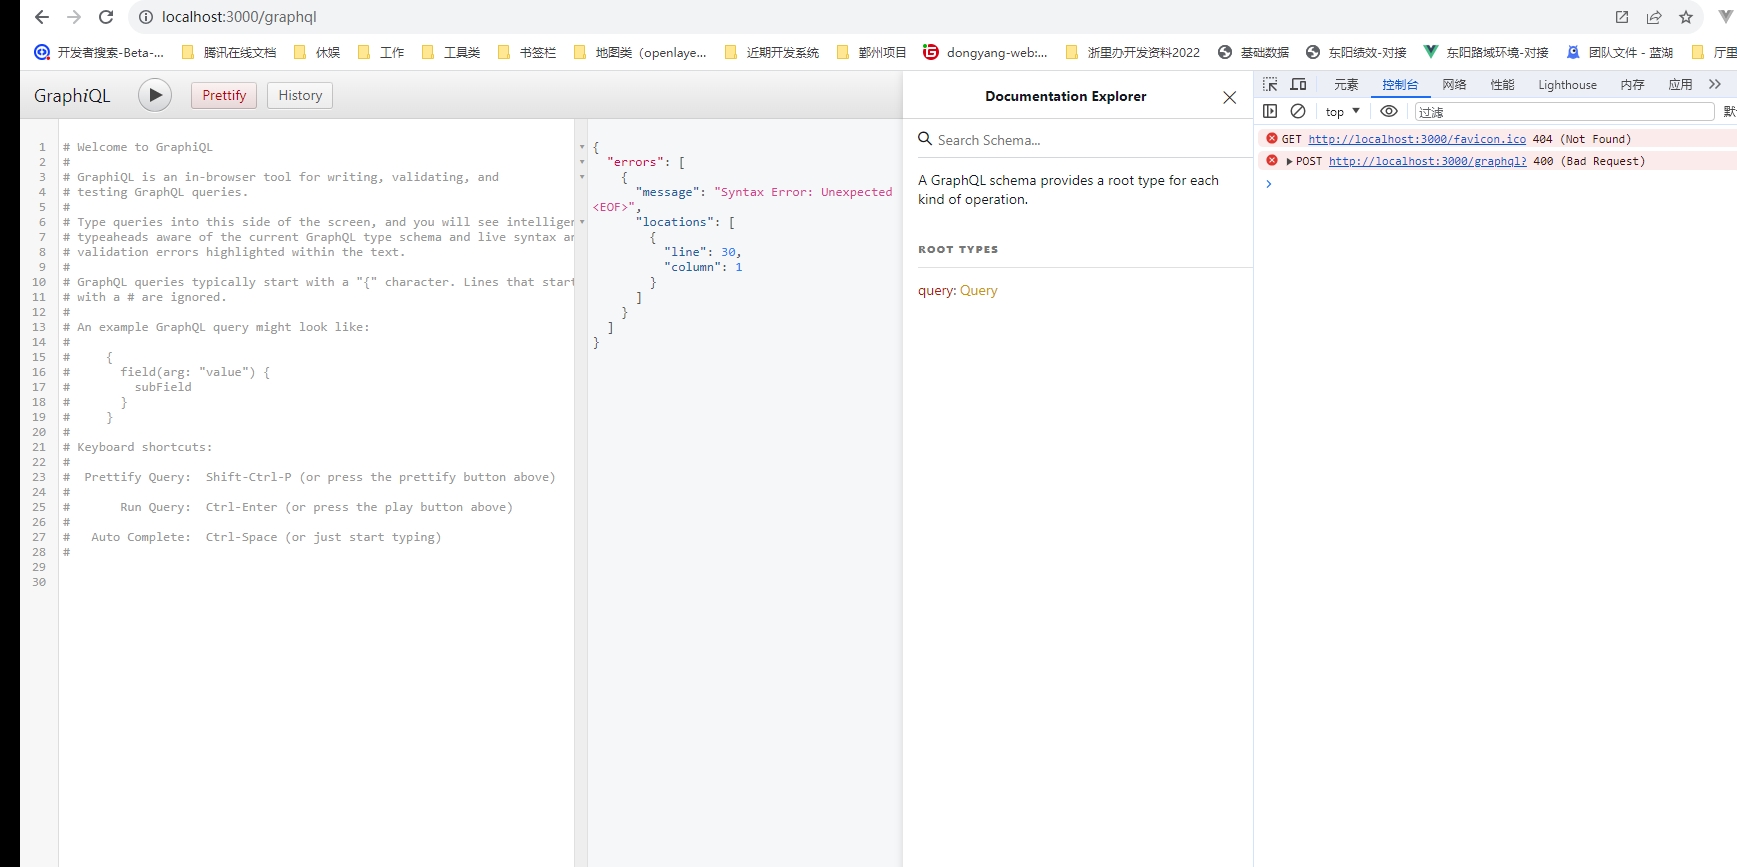 localhost:3000/graphql
开发者搜索-Beta-... 腾讯在线文档 休娱 工作 工具类 书签栏 地图类（openlaye... 近期开发系统 鄞州项目 dongyang-web:... 浙里办开发资料2022 基础数据 东阳绩效-对接 东阳路域环境-对接 团队文件 - 蓝湖 厅里
GraphiQL Prettify History
1 # Welcome to GraphiQL
2 #
3 # GraphiQL is an in-browser tool for writing, validating, and
4 # testing GraphQL queries.
5 #
6 # Type queries into this side of the screen, and you will see intelliger
7 # typeaheads aware of the current GraphQL type schema and live syntax ar
8 # validation errors highlighted within the text.
9 #
10 # GraphQL queries typically start with a "{" character. Lines that start
11 # with a # are ignored.
12 #
13 # An example GraphQL query might look like:
14 #
15 #     {
16 #       field(arg: "value") {
17 #         subField
18 #       }
19 #     }
20 #
21 # Keyboard shortcuts:
22 #
23 #  Prettify Query:  Shift-Ctrl-P (or press the prettify button above)
24 #
25 #       Run Query:  Ctrl-Enter (or press the play button above)
26 #
27 #   Auto Complete:  Ctrl-Space (or just start typing)
28 #
29
30
{
"errors": [
{
"message": "Syntax Error: Unexpected
<EOF>",
"locations": [
{
"line": 30,
"column": 1
}
]
}
]
}
Documentation Explorer
Search Schema...
A GraphQL schema provides a root type for each
kind of operation.
ROOT TYPES
query: Query
元素 控制台 网络 性能 Lighthouse 内存 应用
top 过滤
GET http://localhost:3000/favicon.ico 404 (Not Found)
POST http://localhost:3000/graphql? 400 (Bad Request)